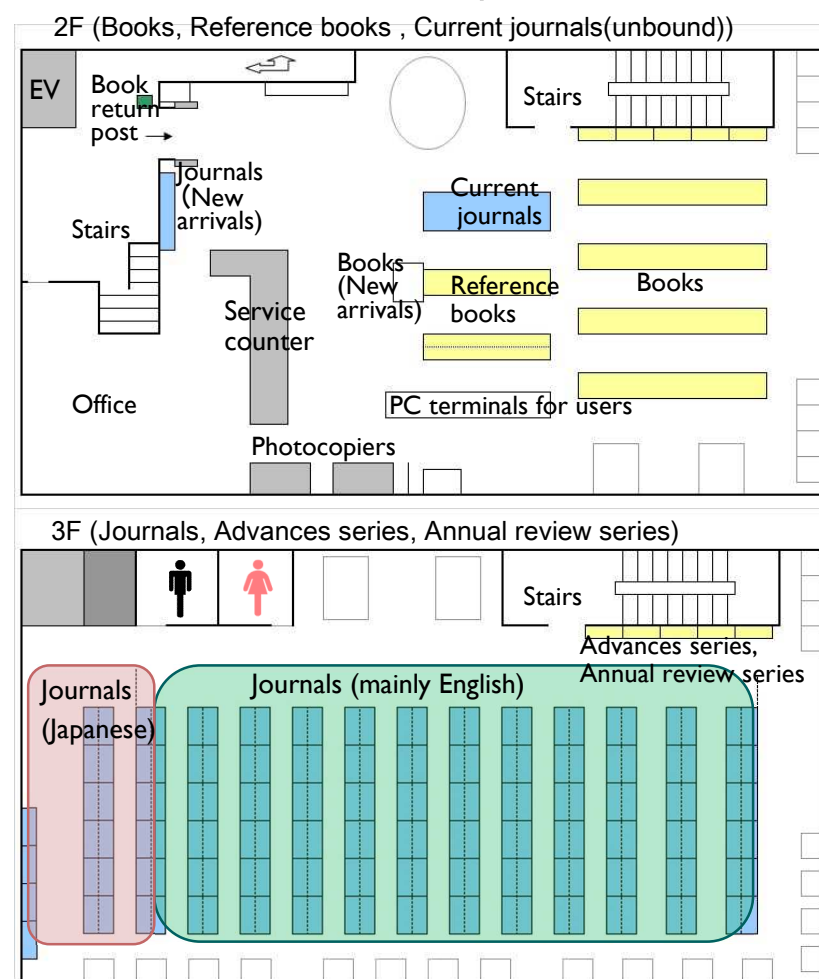 2F (Books, Reference books , Current journals(unbound))
EV
Book
return
post
Stairs
Journals
(New
arrivals)
Current
journals
Stairs
Books
(New
arrivals)
Reference
books
Books
Service
counter
Office
PC terminals for users
Photocopiers
3F (Journals, Advances series, Annual review series)
Stairs
Advances series,
Annual review series
Journals
(Japanese)
Journals (mainly English)